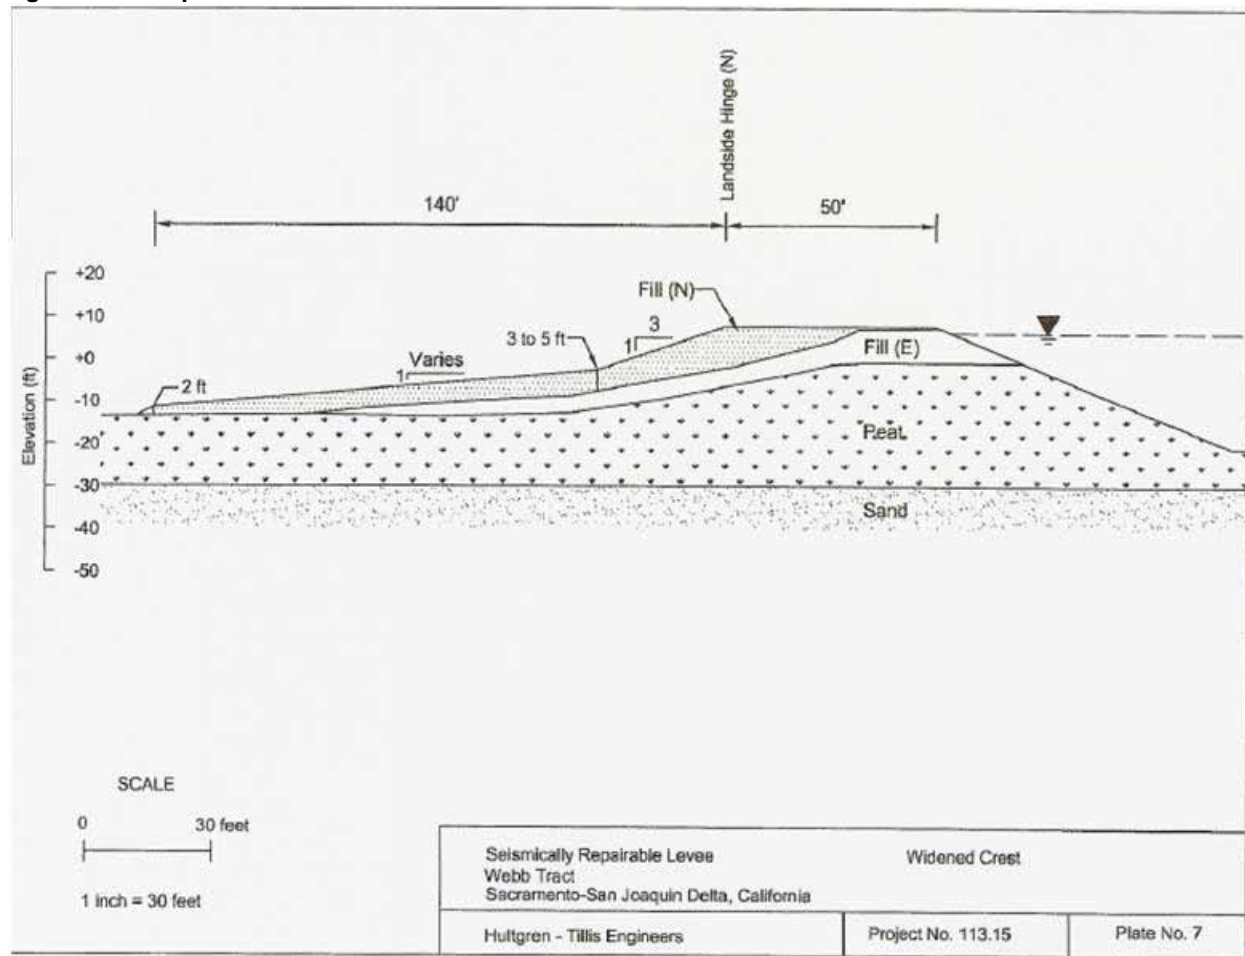 Landside Hinge (N)
140'
50'
+20
+10
+0
-10
-20
-30
-40
-50
Elevation (ft)
Fill (N)
3
1
3 to 5 ft
Varies
1
2 ft
Fill (E)
Peat
Sand
SCALE
0 30 feet
1 inch = 30 feet
Seismically Repairable Levee Widened Crest
Webb Tract
Sacramento-San Joaquin Delta, California
Hultgren - Tillis Engineers Project No. 113.15 Plate No. 7